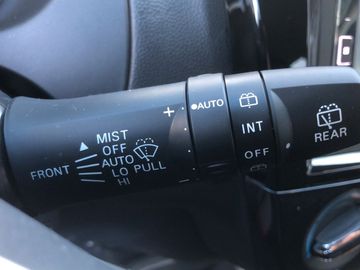 MIST
OFF
AUTO
FRONT
LO PULL
HI
+
-
AUTO
INT
OFF
REAR